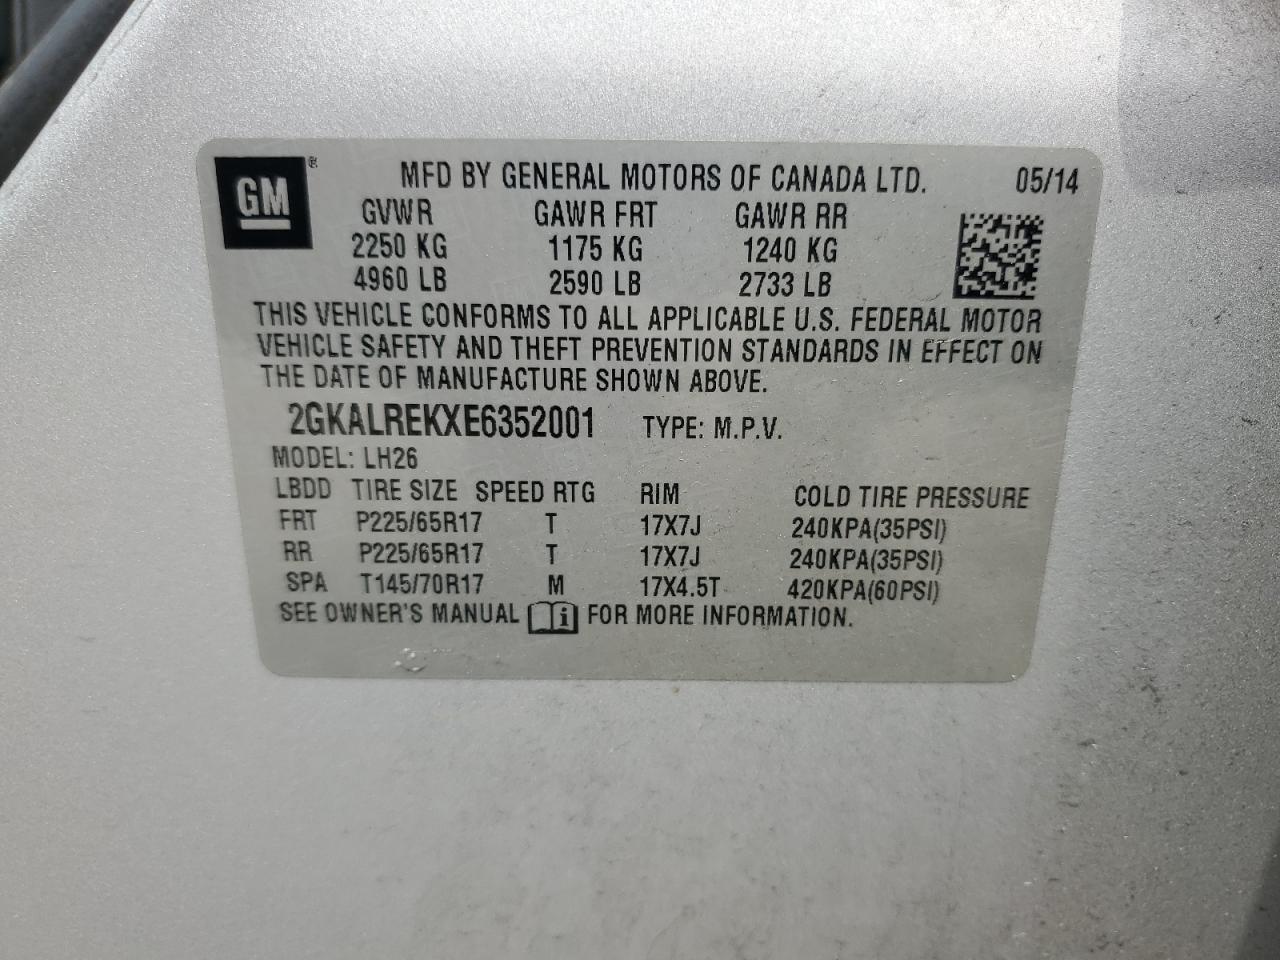 GM ® MFD BY GENERAL MOTORS OF CANADA LTD. 05/14
GVWR GAWR FRT GAWR RR
2250 KG 1175 KG 1240 KG
4960 LB 2590 LB 2733 LB
THIS VEHICLE CONFORMS TO ALL APPLICABLE U.S. FEDERAL MOTOR
VEHICLE SAFETY AND THEFT PREVENTION STANDARDS IN EFFECT ON
THE DATE OF MANUFACTURE SHOWN ABOVE.
2GKALREKXE6352001 TYPE: M.P.V.
MODEL: LH26
LBDD TIRE SIZE SPEED RTG RIM COLD TIRE PRESSURE
FRT P225/65R17 T 17X7J 240KPA(35PSI)
RR P225/65R17 T 17X7J 240KPA(35PSI)
SPA T145/70R17 M 17X4.5T 420KPA(60PSI)
SEE OWNER'S MANUAL i FOR MORE INFORMATION.